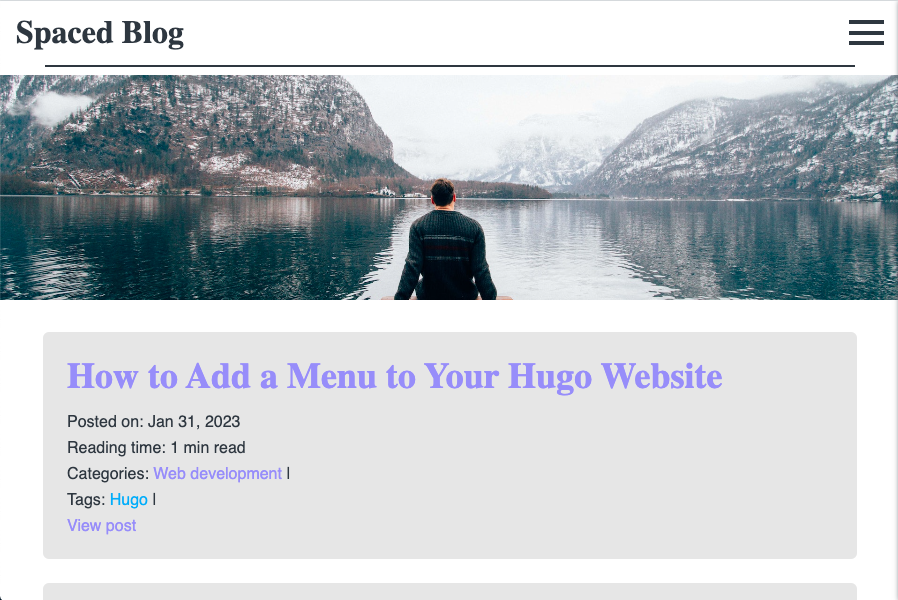 Spaced Blog
How to Add a Menu to Your Hugo Website
Posted on: Jan 31, 2023
Reading time: 1 min read
Categories: Web development |
Tags: Hugo |
View post